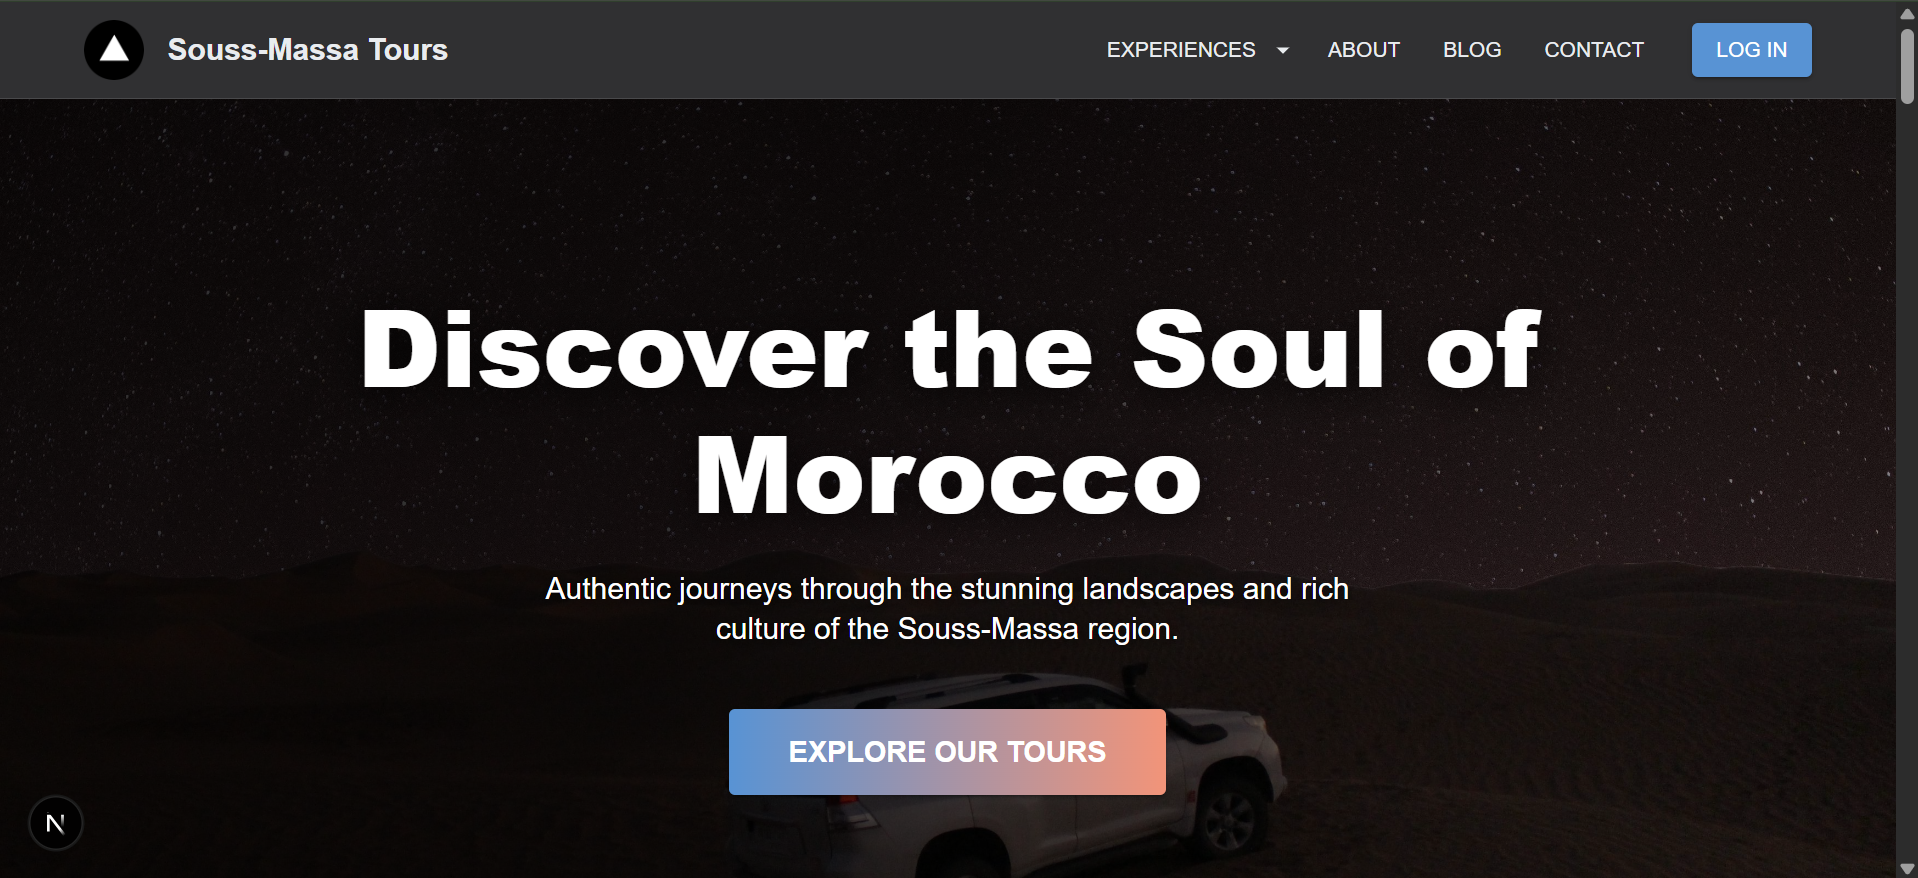 Souss-Massa Tours
EXPERIENCES ABOUT BLOG CONTACT LOG IN
Discover the Soul of
Morocco
Authentic journeys through the stunning landscapes and rich
culture of the Souss-Massa region.
EXPLORE OUR TOURS
N